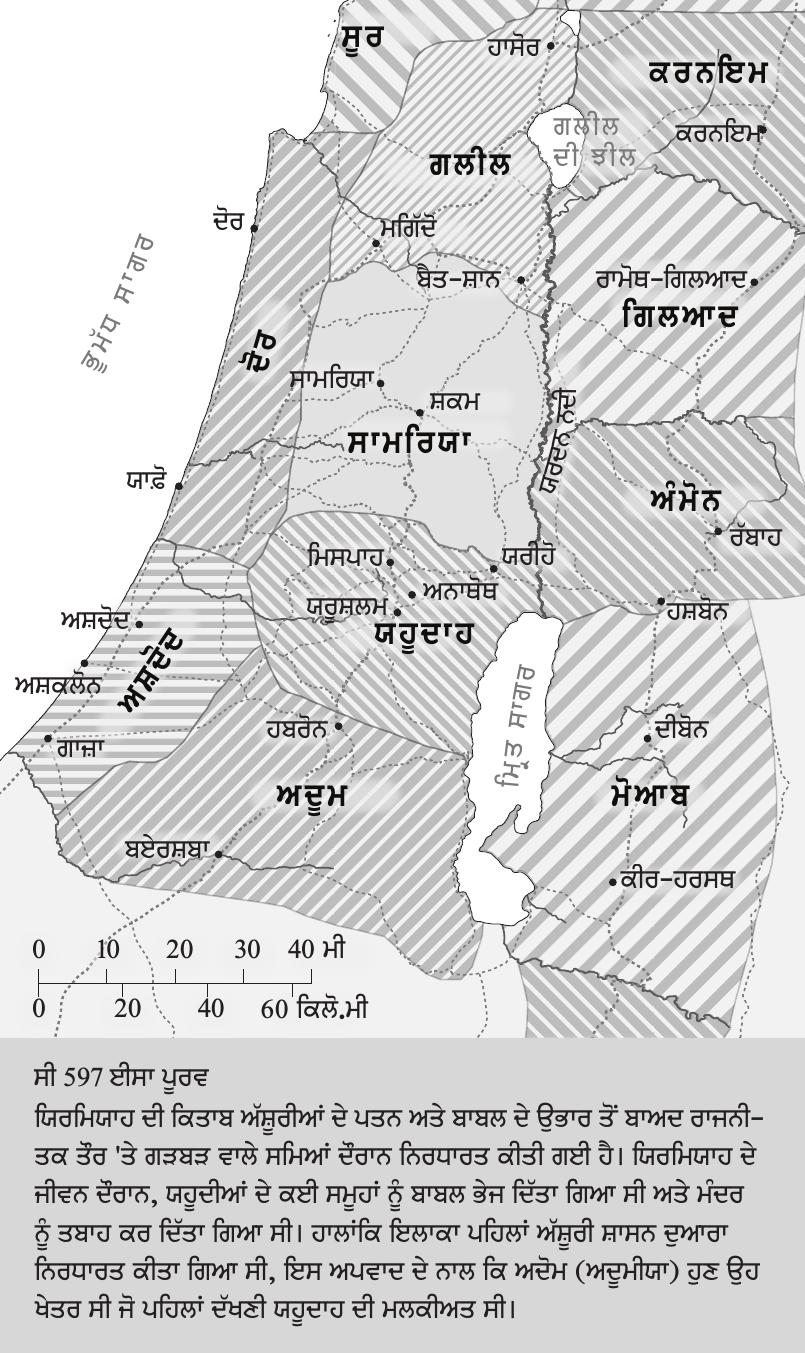 ਸੂਰ
ਹਾਸੋਰ
ਕਰਨਇਮ
ਗਲੀਲ
ਦੀ ਝੀਲ
ਕਰਨਇਮ
ਗਲੀਲ
ਦੋਰ
ਮਗਿੱਦੋ
ਭੂਮੱਧ ਸਾਗਰ
ਬੈਤ-ਸ਼ਾਨ
ਰਾਮੋਥ-ਗਿਲਆਦ
ਗਿਲਆਦ
ਦੋਰ
ਸਾਮਰਿਯਾ
ਸ਼ਕਮ
ਸਾਮਰਿਯਾ
ਯਰਦਨ ਨਦੀ
ਯਾਫ਼ੋ
ਅੰਮੋਨ
ਰੱਬਾਹ
ਮਿਸਪਾਹ
ਯਰੀਹੋ
ਅਨਾਥੋਥ
ਯਰੂਸ਼ਲਮ
ਹਸ਼ਬੋਨ
ਅਸ਼ਦੋਦ
ਯਹੂਦਾਹ
ਅਸ਼ਦੋਦ
ਅਸ਼ਕਲੋਨ
ਮ੍ਰਿਤ ਸਾਗਰ
ਹਬਰੋਨ
ਦੀਬੋਨ
ਗਾਜ਼ਾ
ਅਦੂਮ
ਮੋਆਬ
ਬਏਰਸ਼ਬਾ
ਕੀਰ-ਹਰਸਥ
0 10 20 30 40 ਮੀ
0 20 40 60 ਕਿਲੋ.ਮੀ
ਸੀ 597 ਈਸਾ ਪੂਰਵ
ਯਿਰਮਿਯਾਹ ਦੀ ਕਿਤਾਬ ਅੱਸ਼ੂਰੀਆਂ ਦੇ ਪਤਨ ਅਤੇ ਬਾਬਲ ਦੇ ਉਭਾਰ ਤੋਂ ਬਾਅਦ ਰਾਜਨੀ-
ਤਕ ਤੌਰ 'ਤੇ ਗੜਬੜ ਵਾਲੇ ਸਮਿਆਂ ਦੌਰਾਨ ਨਿਰਧਾਰਤ ਕੀਤੀ ਗਈ ਹੈ। ਯਿਰਮਿਯਾਹ ਦੇ
ਜੀਵਨ ਦੌਰਾਨ, ਯਹੂਦੀਆਂ ਦੇ ਕਈ ਸਮੂਹਾਂ ਨੂੰ ਬਾਬਲ ਭੇਜ ਦਿੱਤਾ ਗਿਆ ਸੀ ਅਤੇ ਮੰਦਰ
ਨੂੰ ਤਬਾਹ ਕਰ ਦਿੱਤਾ ਗਿਆ ਸੀ। ਹਾਲਾਂਕਿ ਇਲਾਕਾ ਪਹਿਲਾਂ ਅੱਸ਼ੂਰੀ ਸ਼ਾਸਨ ਦੁਆਰਾ
ਨਿਰਧਾਰਤ ਕੀਤਾ ਗਿਆ ਸੀ, ਇਸ ਅਪਵਾਦ ਦੇ ਨਾਲ ਕਿ ਅਦੋਮ (ਅਦੂਮੀਯਾ) ਹੁਣ ਉਹ
ਖੇਤਰ ਸੀ ਜੋ ਪਹਿਲਾਂ ਦੱਖਣੀ ਯਹੂਦਾਹ ਦੀ ਮਲਕੀਅਤ ਸੀ।